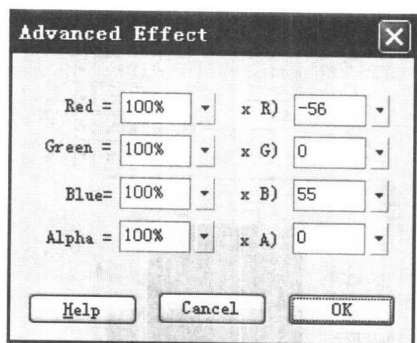 Advanced Effect
Red = 100% x R) -56
Green = 100% x G) 0
Blue= 100% x B) 55
Alpha = 100% x A) 0
Help Cancel OK